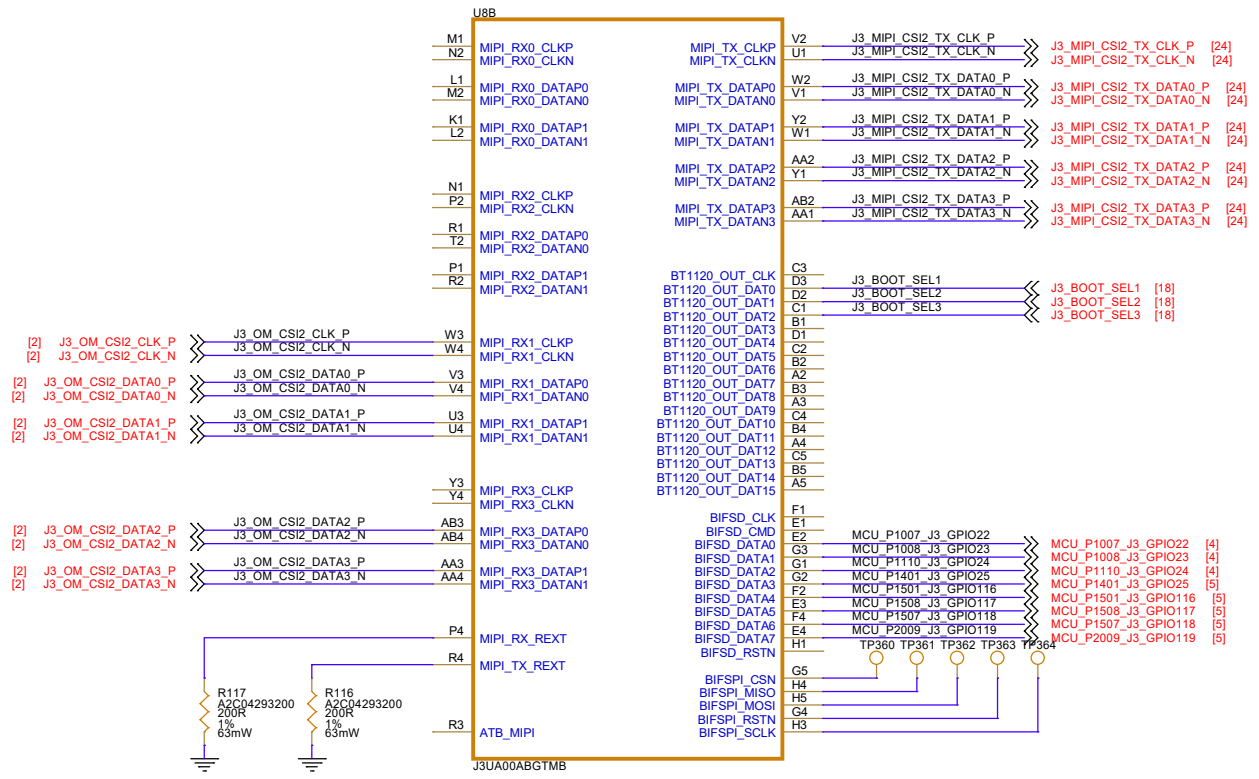 U8B
M1 MIPI_RX0_CLKP
N2 MIPI_RX0_CLKN
L1 MIPI_RX0_DATAP0
M2 MIPI_RX0_DATAN0
K1 MIPI_RX0_DATAP1
L2 MIPI_RX0_DATAN1
N1 MIPI_RX2_CLKP
P2 MIPI_RX2_CLKN
R1 MIPI_RX2_DATAP0
T2 MIPI_RX2_DATAN0
P1 MIPI_RX2_DATAP1
R2 MIPI_RX2_DATAN1
[2] J3_OM_CSI2_CLK_P J3_OM_CSI2_CLK_P W3 MIPI_RX1_CLKP
[2] J3_OM_CSI2_CLK_N J3_OM_CSI2_CLK_N W4 MIPI_RX1_CLKN
[2] J3_OM_CSI2_DATA0_P J3_OM_CSI2_DATA0_P V3 MIPI_RX1_DATAP0
[2] J3_OM_CSI2_DATA0_N J3_OM_CSI2_DATA0_N V4 MIPI_RX1_DATAN0
[2] J3_OM_CSI2_DATA1_P J3_OM_CSI2_DATA1_P U3 MIPI_RX1_DATAP1
[2] J3_OM_CSI2_DATA1_N J3_OM_CSI2_DATA1_N U4 MIPI_RX1_DATAN1
Y3 MIPI_RX3_CLKP
Y4 MIPI_RX3_CLKN
[2] J3_OM_CSI2_DATA2_P J3_OM_CSI2_DATA2_P AB3 MIPI_RX3_DATAP0
[2] J3_OM_CSI2_DATA2_N J3_OM_CSI2_DATA2_N AB4 MIPI_RX3_DATAN0
[2] J3_OM_CSI2_DATA3_P J3_OM_CSI2_DATA3_P AA3 MIPI_RX3_DATAP1
[2] J3_OM_CSI2_DATA3_N J3_OM_CSI2_DATA3_N AA4 MIPI_RX3_DATAN1
P4 MIPI_RX_REXT
R4 MIPI_TX_REXT
R3 ATB_MIPI
R117
A2C04293200
200R
1%
63mW
R116
A2C04293200
200R
1%
63mW
MIPI_TX_CLKP V2 J3_MIPI_CSI2_TX_CLK_P J3_MIPI_CSI2_TX_CLK_P [24]
MIPI_TX_CLKN U1 J3_MIPI_CSI2_TX_CLK_N J3_MIPI_CSI2_TX_CLK_N [24]
MIPI_TX_DATAP0 W2 J3_MIPI_CSI2_TX_DATA0_P J3_MIPI_CSI2_TX_DATA0_P [24]
MIPI_TX_DATAN0 V1 J3_MIPI_CSI2_TX_DATA0_N J3_MIPI_CSI2_TX_DATA0_N [24]
MIPI_TX_DATAP1 Y2 J3_MIPI_CSI2_TX_DATA1_P J3_MIPI_CSI2_TX_DATA1_P [24]
MIPI_TX_DATAN1 W1 J3_MIPI_CSI2_TX_DATA1_N J3_MIPI_CSI2_TX_DATA1_N [24]
MIPI_TX_DATAP2 AA2 J3_MIPI_CSI2_TX_DATA2_P J3_MIPI_CSI2_TX_DATA2_P [24]
MIPI_TX_DATAN2 Y1 J3_MIPI_CSI2_TX_DATA2_N J3_MIPI_CSI2_TX_DATA2_N [24]
MIPI_TX_DATAP3 AB2 J3_MIPI_CSI2_TX_DATA3_P J3_MIPI_CSI2_TX_DATA3_P [24]
MIPI_TX_DATAN3 AA1 J3_MIPI_CSI2_TX_DATA3_N J3_MIPI_CSI2_TX_DATA3_N [24]
BT1120_OUT_CLK C3
BT1120_OUT_DAT0 D3 J3_BOOT_SEL1 J3_BOOT_SEL1 [18]
BT1120_OUT_DAT1 D2 J3_BOOT_SEL2 J3_BOOT_SEL2 [18]
BT1120_OUT_DAT2 C1 J3_BOOT_SEL3 J3_BOOT_SEL3 [18]
BT1120_OUT_DAT3 B1
BT1120_OUT_DAT4 D1
BT1120_OUT_DAT5 C2
BT1120_OUT_DAT6 B2
BT1120_OUT_DAT7 A2
BT1120_OUT_DAT8 B3
BT1120_OUT_DAT9 A3
BT1120_OUT_DAT10 C4
BT1120_OUT_DAT11 B4
BT1120_OUT_DAT12 A4
BT1120_OUT_DAT13 C5
BT1120_OUT_DAT14 B5
BT1120_OUT_DAT15 A5
BIFSD_CLK F1
BIFSD_CMD E1
BIFSD_DATA0 E2 MCU_P1007_J3_GPIO22 MCU_P1007_J3_GPIO22 [4]
BIFSD_DATA1 G3 MCU_P1008_J3_GPIO23 MCU_P1008_J3_GPIO23 [4]
BIFSD_DATA2 G1 MCU_P1110_J3_GPIO24 MCU_P1110_J3_GPIO24 [4]
BIFSD_DATA3 G2 MCU_P1401_J3_GPIO25 MCU_P1401_J3_GPIO25 [5]
BIFSD_DATA4 F2 MCU_P1501_J3_GPIO116 MCU_P1501_J3_GPIO116 [5]
BIFSD_DATA5 E3 MCU_P1508_J3_GPIO117 MCU_P1508_J3_GPIO117 [5]
BIFSD_DATA6 F4 MCU_P1507_J3_GPIO118 MCU_P1507_J3_GPIO118 [5]
BIFSD_DATA7 E4 MCU_P2009_J3_GPIO119 MCU_P2009_J3_GPIO119 [5]
BIFSD_RSTN H1
TP360 TP361 TP362 TP363 TP364
BIFSPI_CSN G5
BIFSPI_MISO H4
BIFSPI_MOSI H5
BIFSPI_RSTN G4
BIFSPI_SCLK H3
J3UA00ABGTMB